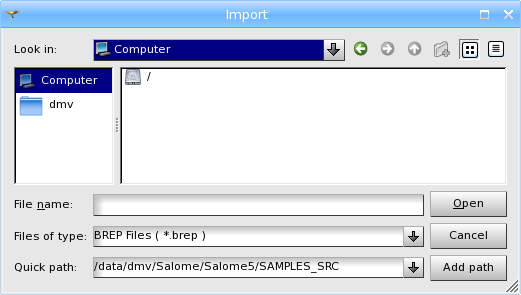 Import
Look in: Computer
Computer
dmv
/
File name:
Open
Files of type: BREP Files ( *.brep )
Cancel
Quick path: /data/dmv/Salome/Salome5/SAMPLES_SRC
Add path